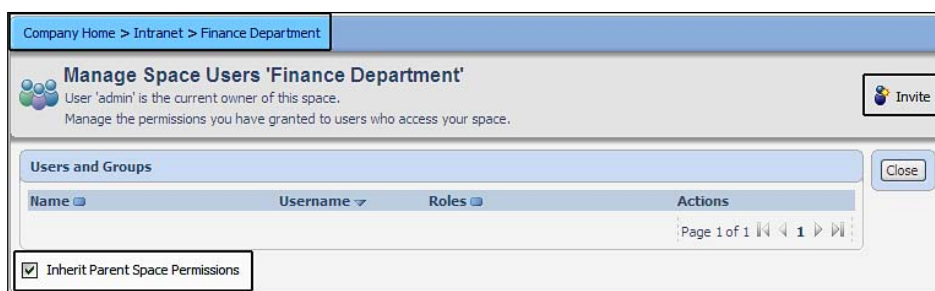 Company Home > Intranet > Finance Department
Manage Space Users 'Finance Department'
User 'admin' is the current owner of this space.
Manage the permissions you have granted to users who access your space.
Invite
Users and Groups
Close
Name Username Roles Actions
Page 1 of 1 1
Inherit Parent Space Permissions